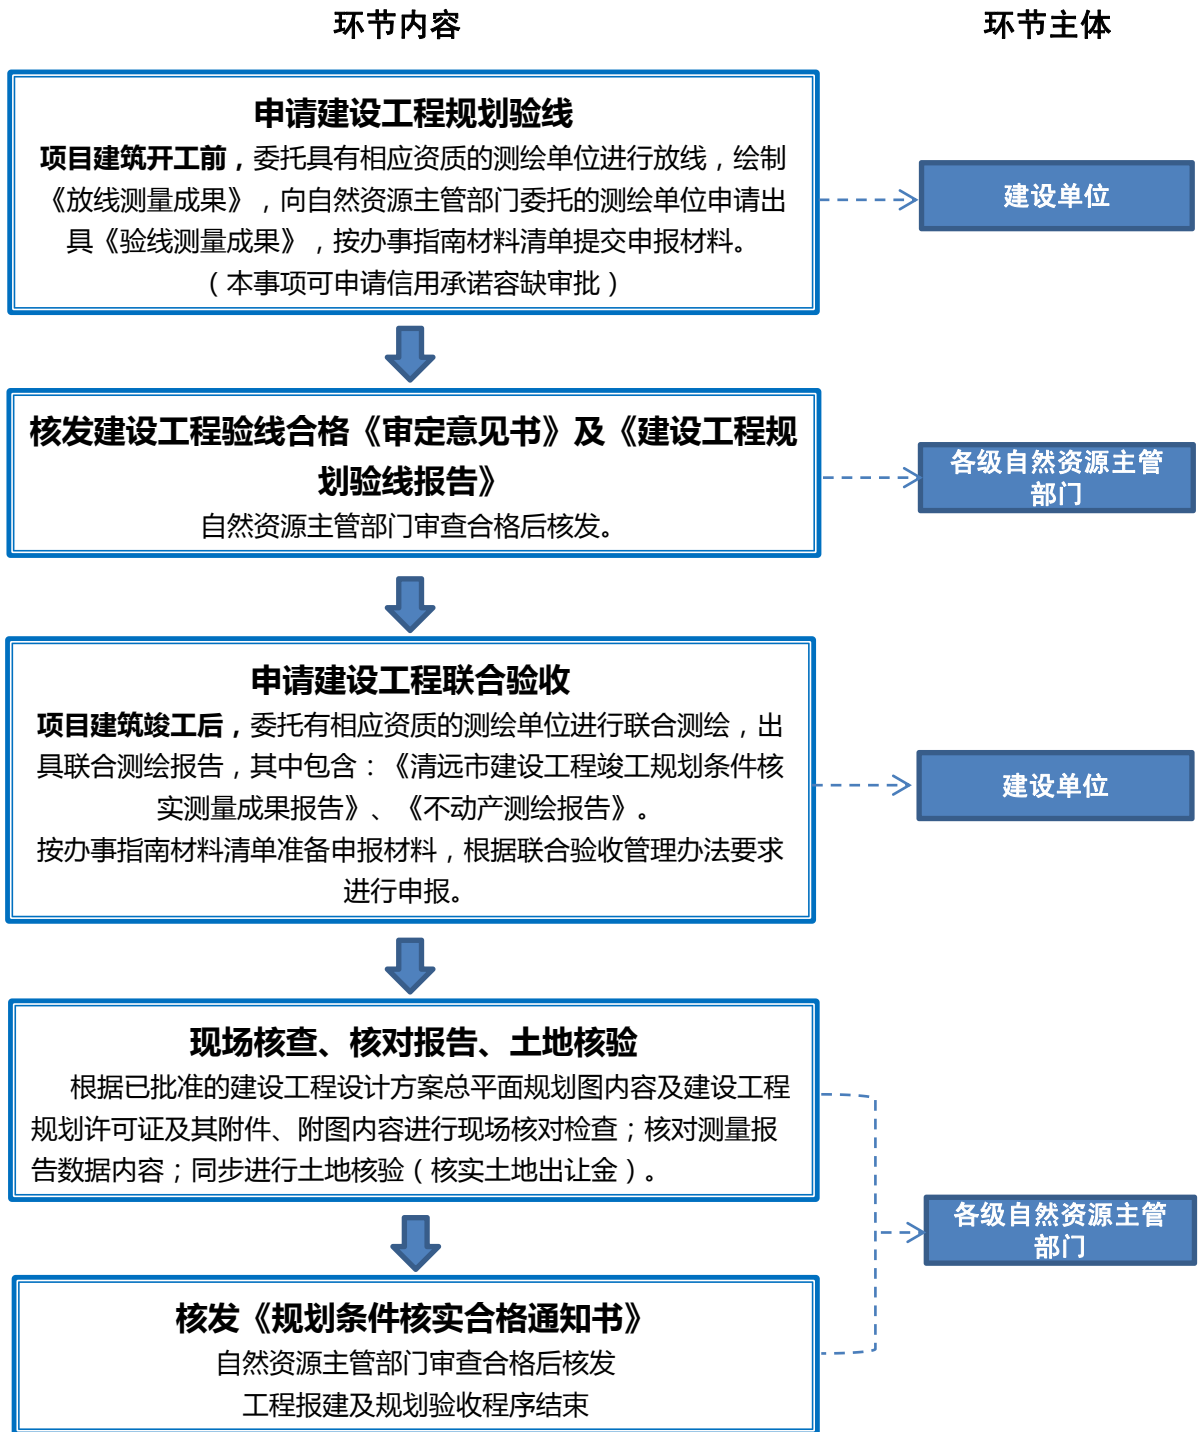 环节内容
环节主体
申请建设工程规划验线
项目建筑开工前，委托具有相应资质的测绘单位进行放线，绘制
《放线测量成果》，向自然资源主管部门委托的测绘单位申请出
具《验线测量成果》，按办事指南材料清单提交申报材料。
（本事项可申请信用承诺容缺审批）
建设单位
核发建设工程验线合格《审定意见书》及《建设工程规
划验线报告》
自然资源主管部门审查合格后核发。
各级自然资源主管
部门
申请建设工程联合验收
项目建筑竣工后，委托有相应资质的测绘单位进行联合测绘，出
具联合测绘报告，其中包含：《清远市建设工程竣工规划条件核
实测量成果报告》、《不动产测绘报告》。
按办事指南材料清单准备申报材料，根据联合验收管理办法要求
进行申报。
建设单位
现场核查、核对报告、土地核验
根据已批准的建设工程设计方案总平面规划图内容及建设工程
规划许可证及其附件、附图内容进行现场核对检查；核对测量报
告数据内容；同步进行土地核验（核实土地出让金）。
各级自然资源主管
部门
核发《规划条件核实合格通知书》
自然资源主管部门审查合格后核发
工程报建及规划验收程序结束